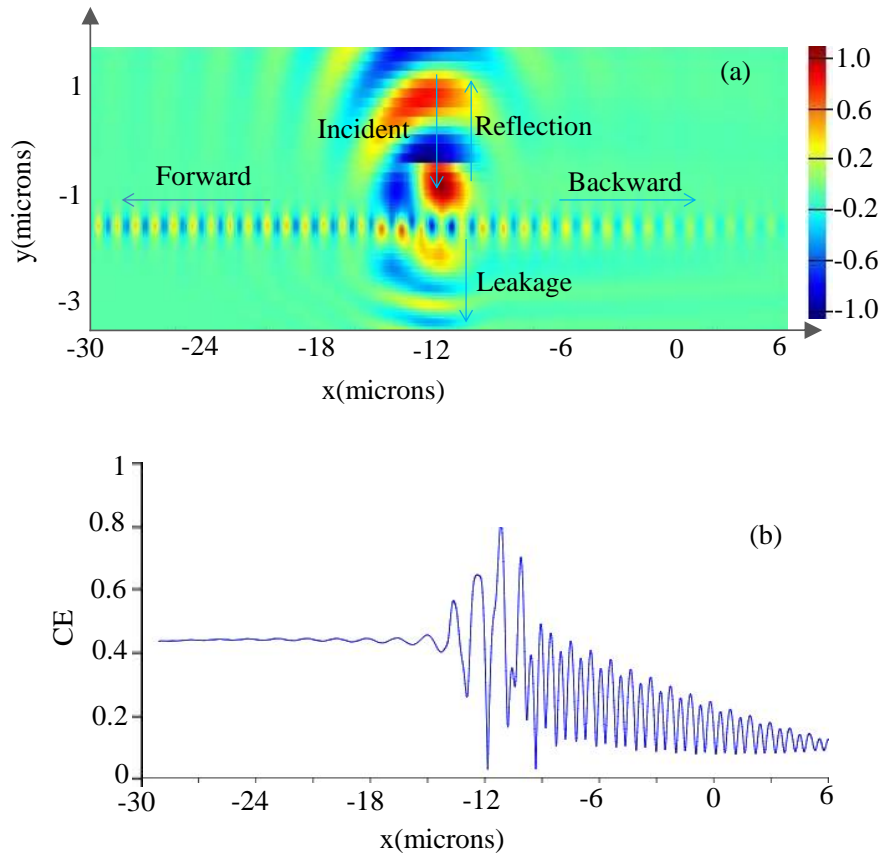 (a)
1.0
0.6
0.2
-0.2
-0.6
-1.0
y(microns)
1
-1
-3
Incident
Reflection
Forward
Backward
Leakage
-30 -24 -18 -12 -6 0 6
x(microns)
(b)
CE
1
0.8
0.6
0.4
0.2
0
-30 -24 -18 -12 -6 0 6
x(microns)